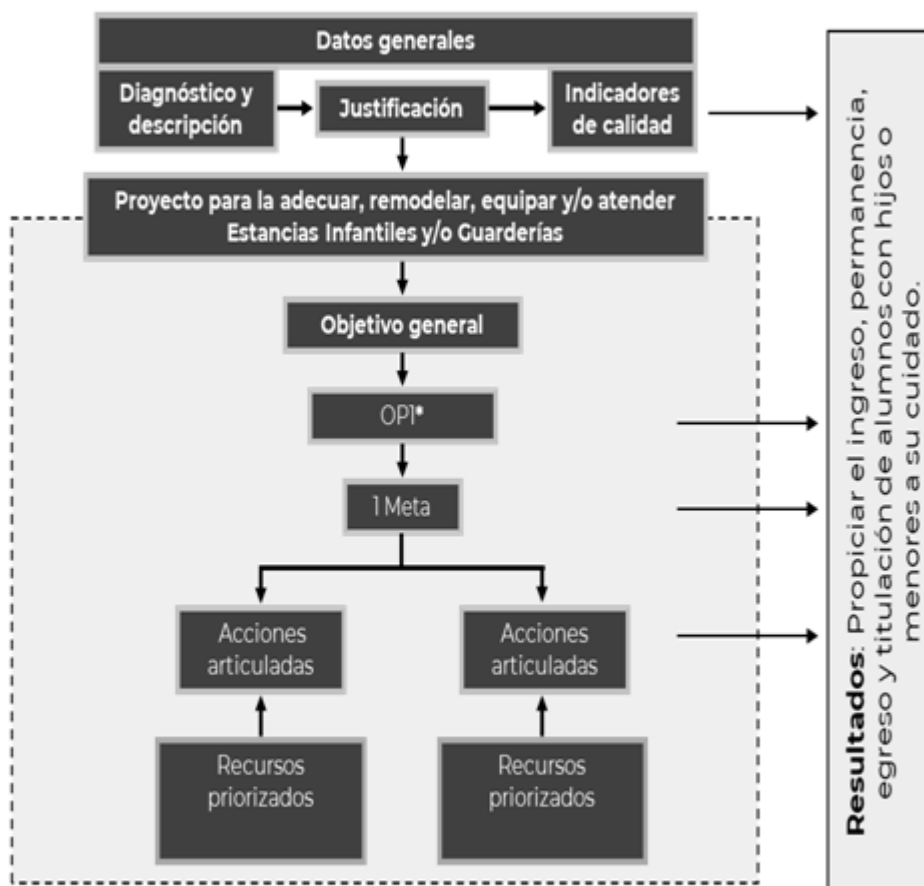 Datos generales
Diagnóstico y
descripción
Justificación
Indicadores
de calidad
Proyecto para la adecuar, remodelar, equipar y/o atender
Estancias Infantiles y/o Guarderías
Objetivo general
OP1*
1 Meta
Acciones
articuladas
Acciones
articuladas
Recursos
priorizados
Recursos
priorizados
Resultados: Propiciar el ingreso, permanencia,
egreso y titulación de alumnos con hijos o
menores a su cuidado.